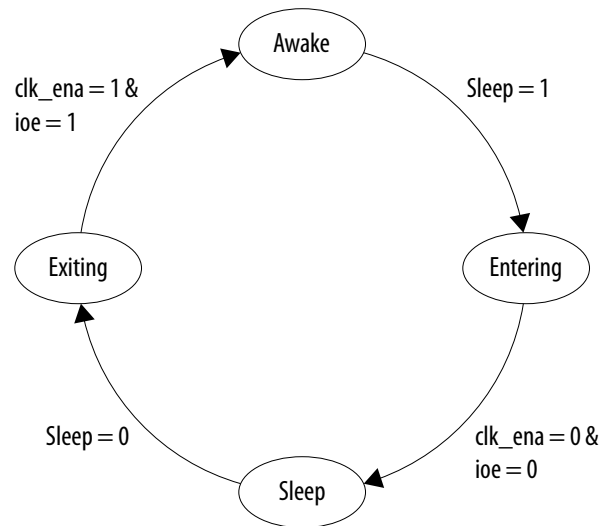 Awake
clk_ena = 1 &
ioe = 1
Sleep = 1
Exiting
Entering
Sleep = 0
clk_ena = 0 &
ioe = 0
Sleep